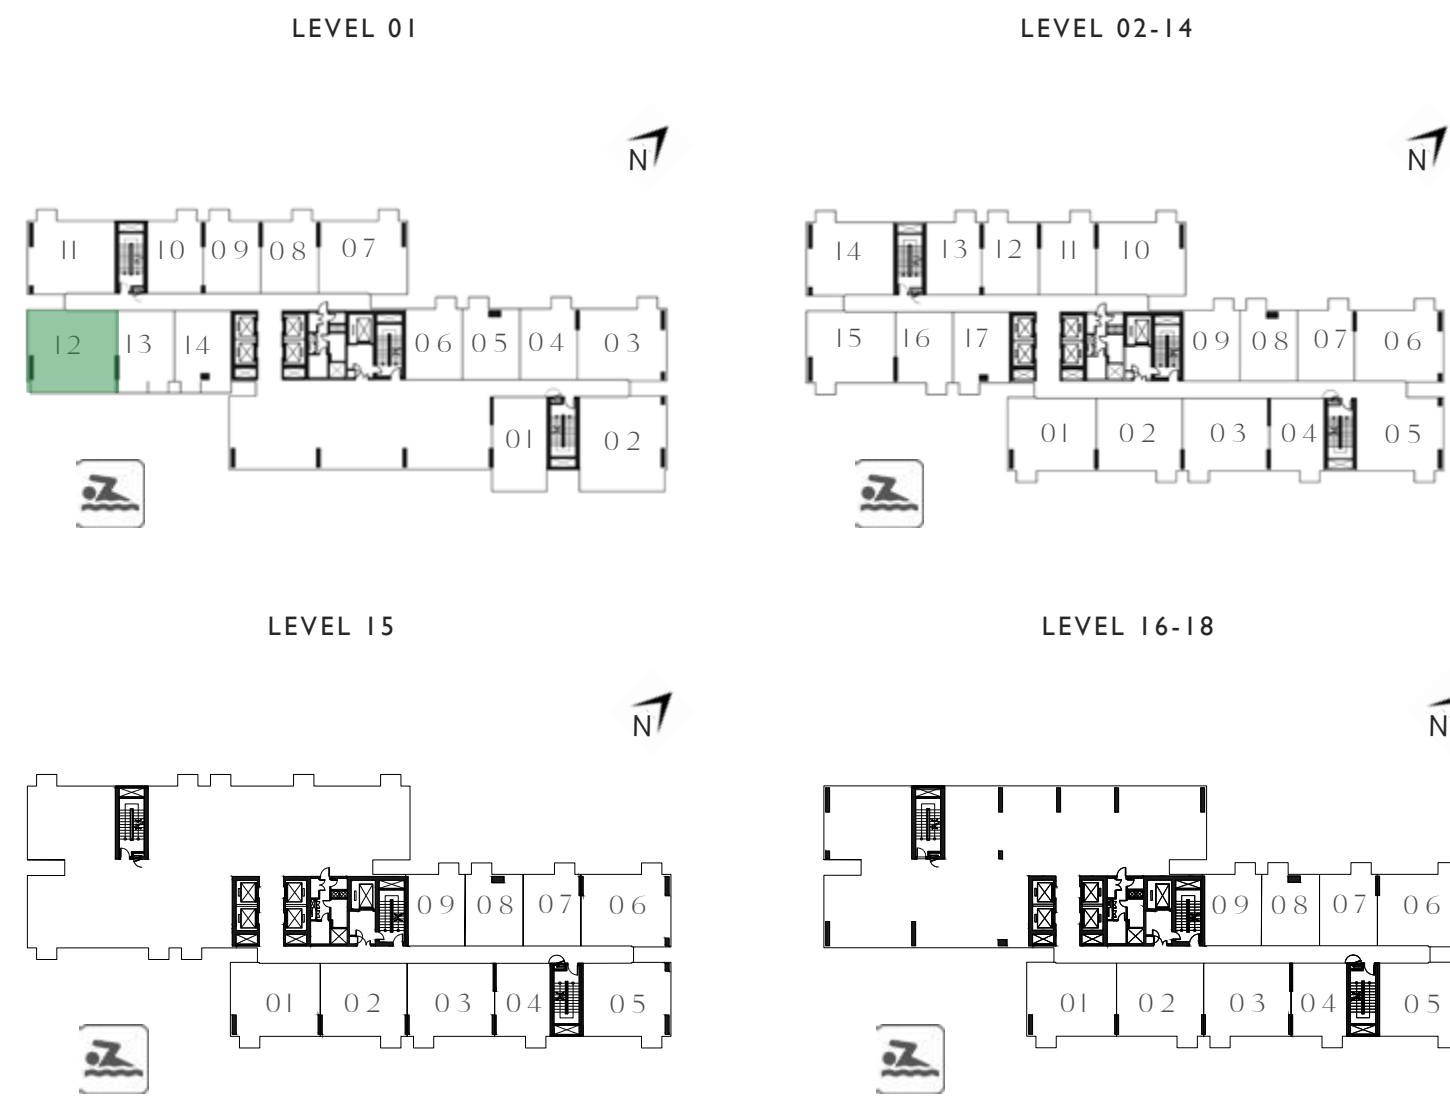 LEVEL 01
LEVEL 02-14
N
N
11 10 09 08 07
14 13 12 11 10
12 13 14 06 05 04 03
15 16 17 09 08 07 06
01 02
01 02 03 04 05
LEVEL 15
LEVEL 16-18
N
N
09 08 07 06
09 08 07 06
01 02 03 04 05
01 02 03 04 05